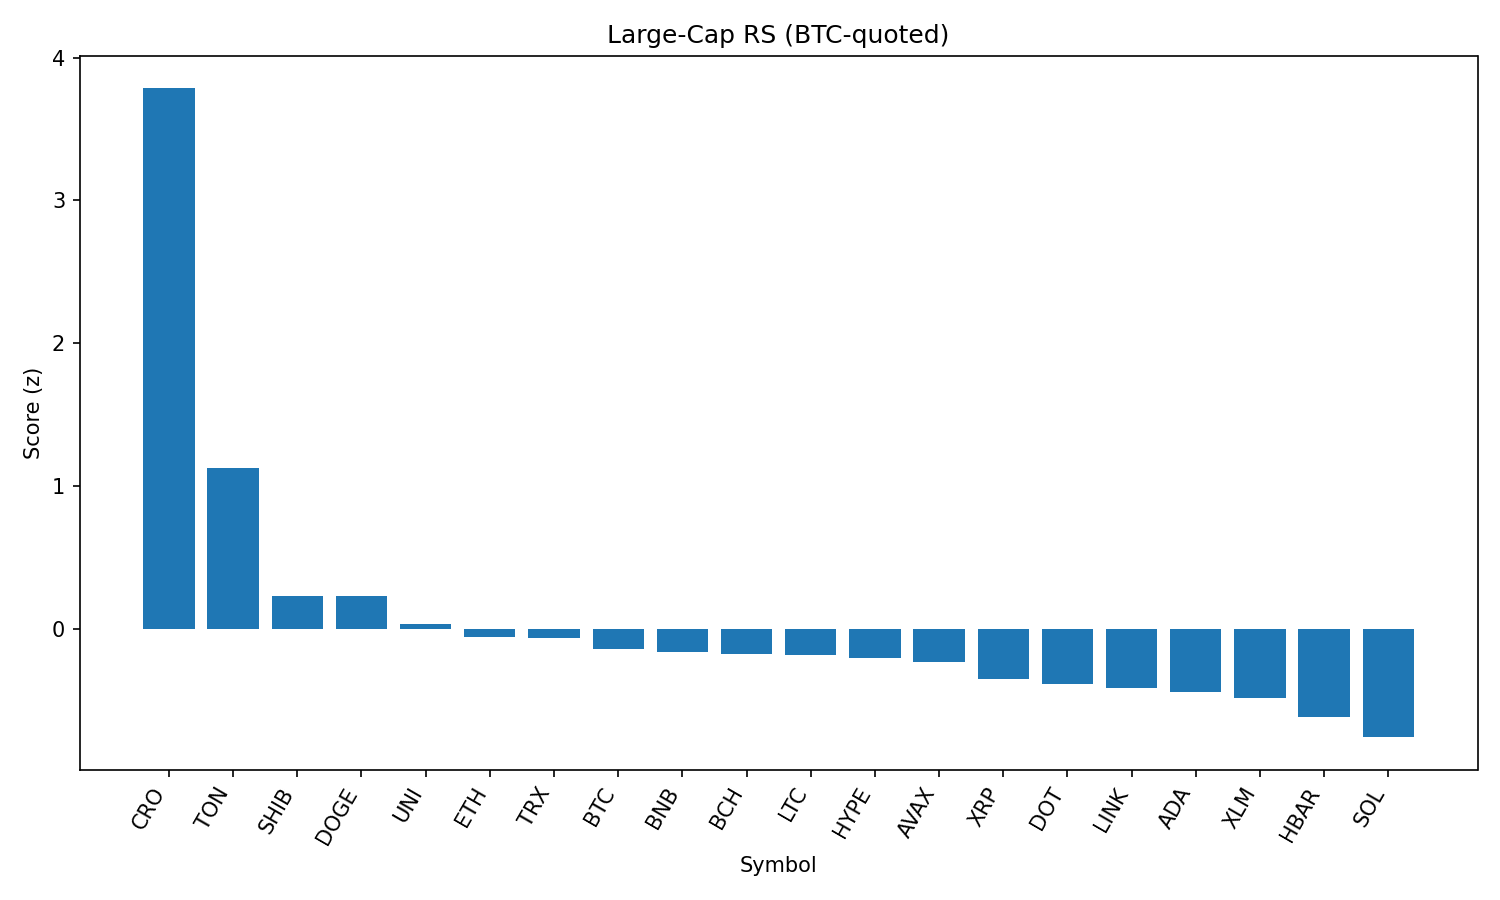 Large-Cap RS (BTC-quoted)
4
3
2
1
0
Score (z)
CRO
TON
SHIB
DOGE
UNI
ETH
TRX
BTC
BNB
BCH
LTC
HYPE
AVAX
XRP
DOT
LINK
ADA
XLM
HBAR
SOL
Symbol